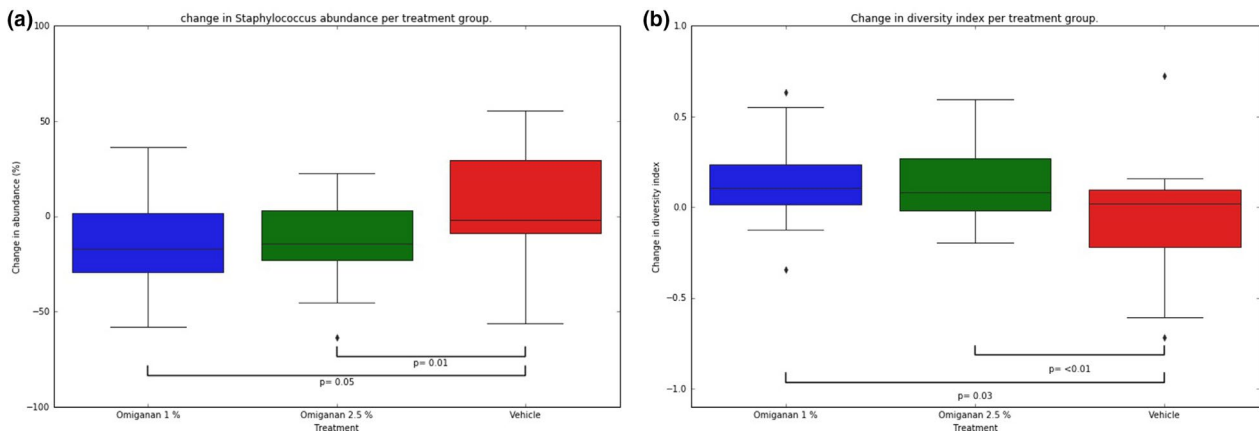 (a)
change in Staphylococcus abundance per treatment group.
100
50
0
−50
−100
Change in abundance (%)
p= 0.01
p= 0.05
Omiganan 1 %
Omiganan 2.5 %
Vehicle
Treatment
(b)
Change in diversity index per treatment group.
1.0
0.5
0.0
−0.5
−1.0
Change in diversity index
p= <0.01
p= 0.03
Omiganan 1 %
Omiganan 2.5 %
Vehicle
Treatment